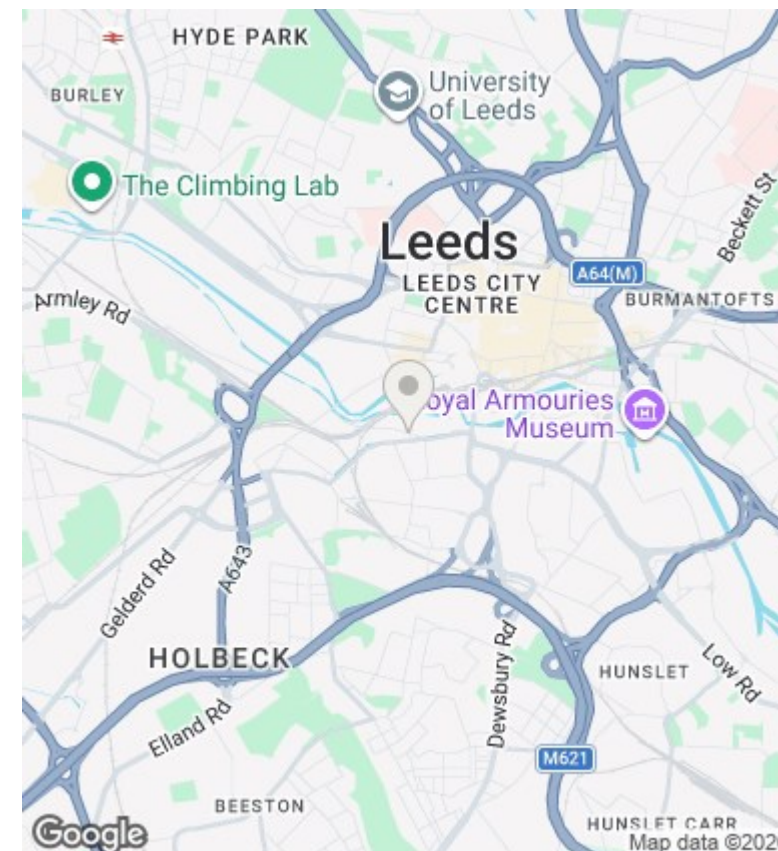 HYDE PARK
BURLEY
University
of Leeds
The Climbing Lab
Beckett St
Leeds
LEEDS CITY
CENTRE
A64(M)
Armley Rd
BURMANTOFTS
oyal Armouries
Museum
Gelderd Rd
A643
HOLBECK
Dewsbury Rd
HUNSLET
Low Rd
Elland Rd
M621
BEESTON
HUNSLET CARR
Google
Map data ©202